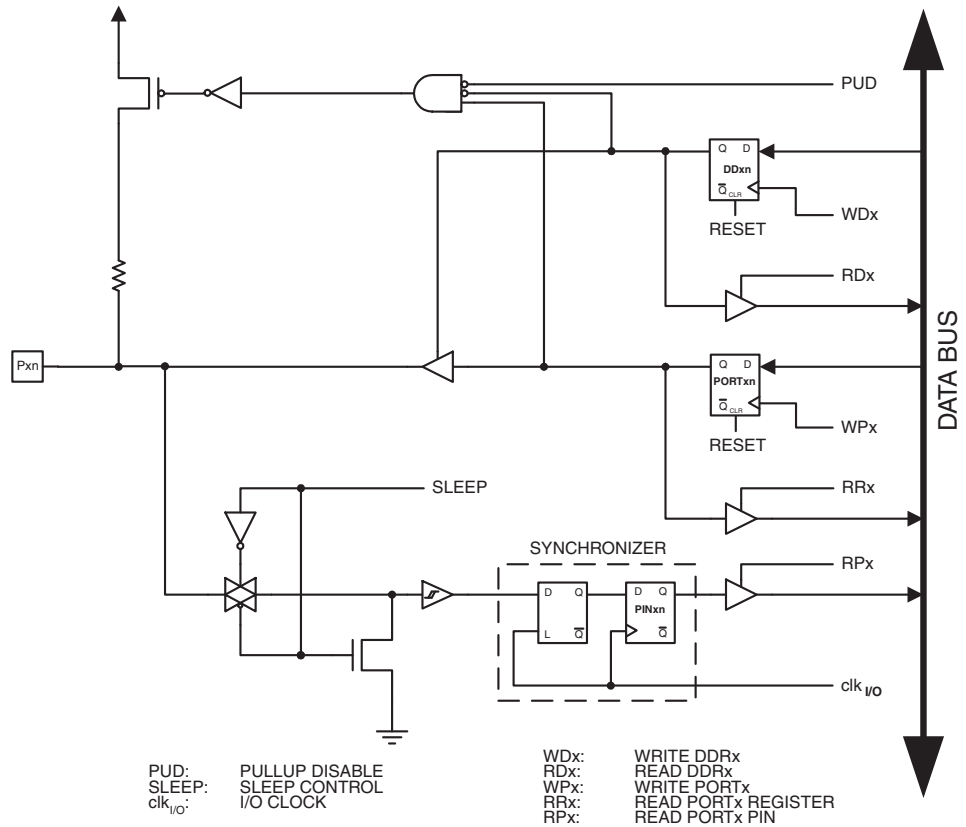 PUD
Q D
DDxn
Q CLR
WDx
RESET
RDx
Pxn
Q D
PORTxn
Q CLR
WPx
RESET
DATA BUS
SLEEP
RRx
SYNCHRONIZER
RPx
D Q
L Q
D Q
PINxn
Q
clk I/O
PUD: PULLUP DISABLE
SLEEP: SLEEP CONTROL
clkI/O: I/O CLOCK
WDx: WRITE DDRx
RDx: READ DDRx
WPx: WRITE PORTx
RRx: READ PORTx REGISTER
RPx: READ PORTx PIN